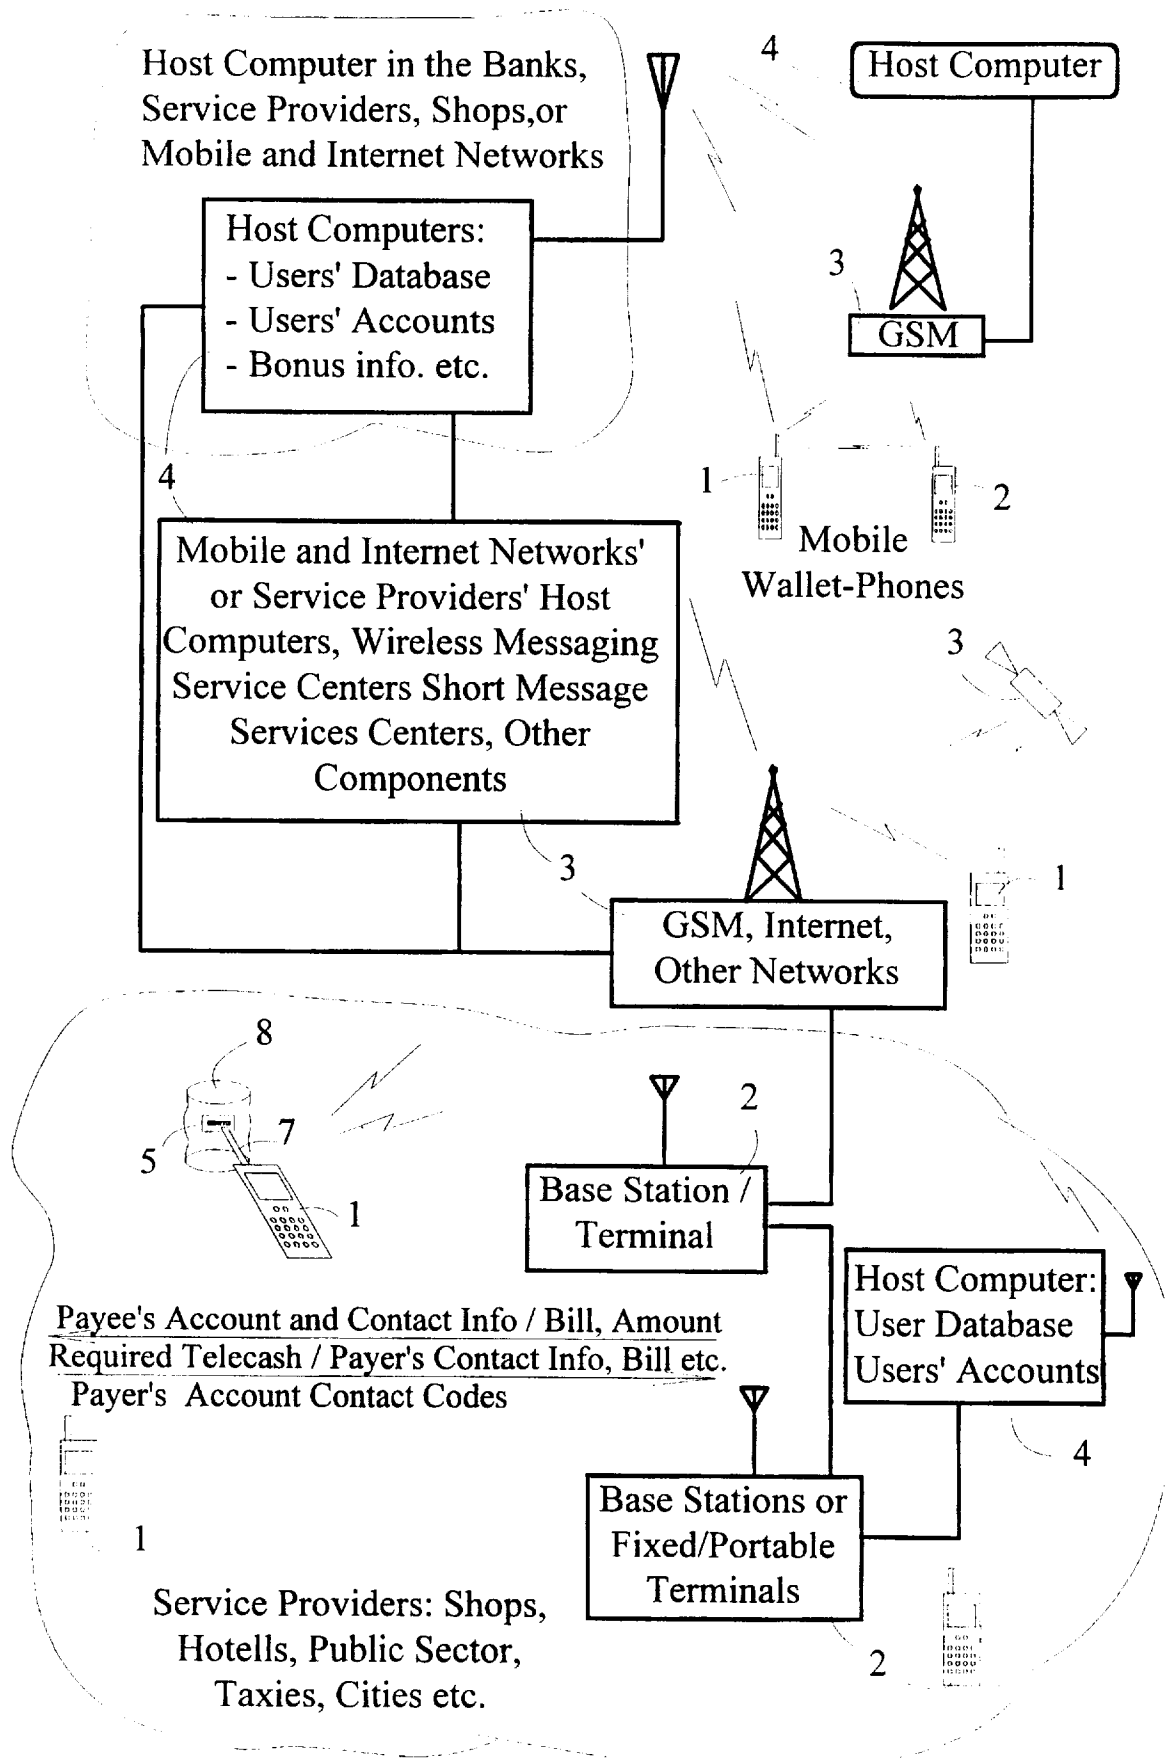 Host Computer in the Banks,
Service Providers, Shops,or
Mobile and Internet Networks
4
Host Computer
Host Computers:
- Users' Database
- Users' Accounts
- Bonus info. etc.
3
GSM
4
1
2
Mobile
Wallet-Phones
Mobile and Internet Networks'
or Service Providers' Host
Computers, Wireless Messaging
Service Centers Short Message
Services Centers, Other
Components
3
3
1
GSM, Internet,
Other Networks
8
5
7
1
2
Base Station /
Terminal
Host Computer:
User Database
Users' Accounts
Payee's Account and Contact Info / Bill, Amount
Required Telecash / Payer's Contact Info, Bill etc.
Payer's Account Contact Codes
4
1
Base Stations or
Fixed/Portable
Terminals
2
Service Providers: Shops,
Hotells, Public Sector,
Taxies, Cities etc.